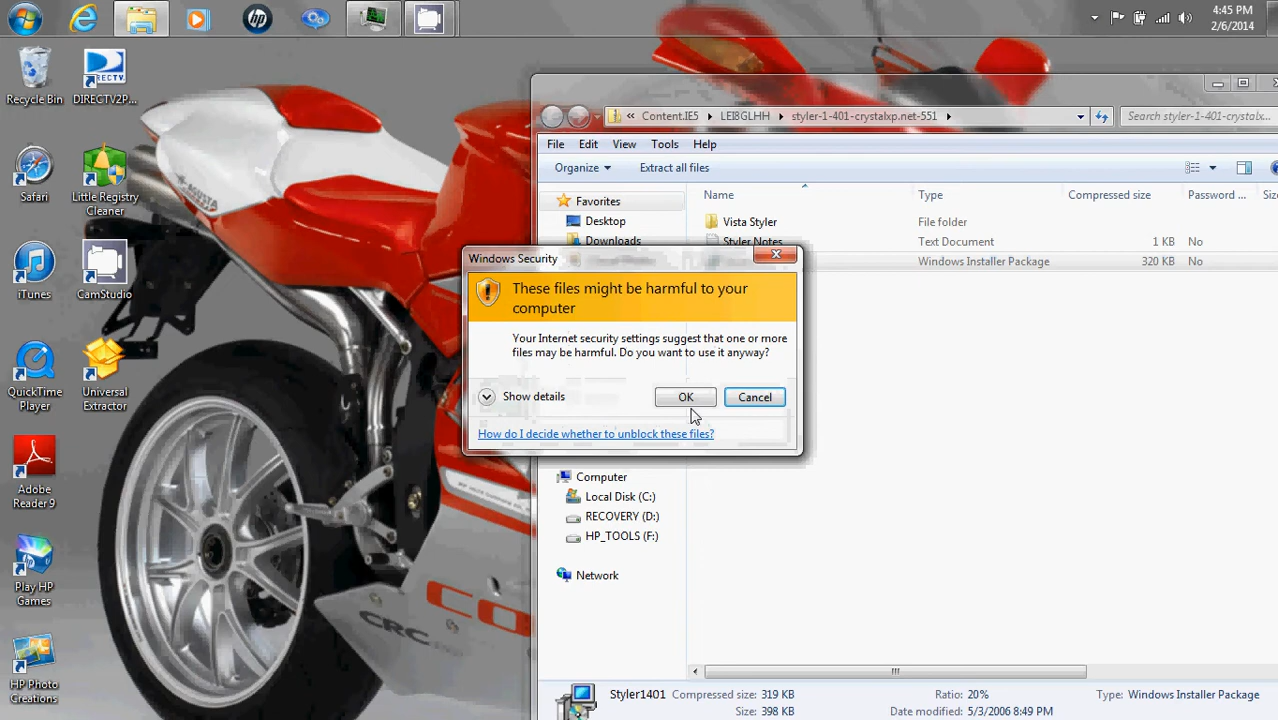 4:45 PM
2/6/2014
Recycle Bin
DIRECTV
DIRECTV2P...
Safari
Little Registry
Cleaner
iTunes
CamStudio
QuickTime
Player
Universal
Extractor
Adobe
Reader 9
Play HP
Games
HP Photo
Creations
« Content.IE5 ▸ LEI8GLHH ▸ styler-1-401-crystalxp.net-551 ▸
Search styler-1-401-crystalx...
File Edit View Tools Help
Organize Extract all files
Name Type Compressed size Password ... Siz
Favorites
Desktop
Downloads
Vista Styler File folder
Styler Notes Text Document 1 KB No
Windows Installer Package 320 KB No
Windows Security
These files might be harmful to your
computer
Your Internet security settings suggest that one or more
files may be harmful. Do you want to use it anyway?
Show details OK Cancel
How do I decide whether to unblock these files?
Computer
Local Disk (C:)
RECOVERY (D:)
HP_TOOLS (F:)
Network
CRC
CO
Styler1401 Compressed size: 319 KB Ratio: 20% Type: Windows Installer Package
Size: 398 KB Date modified: 5/3/2006 8:49 PM